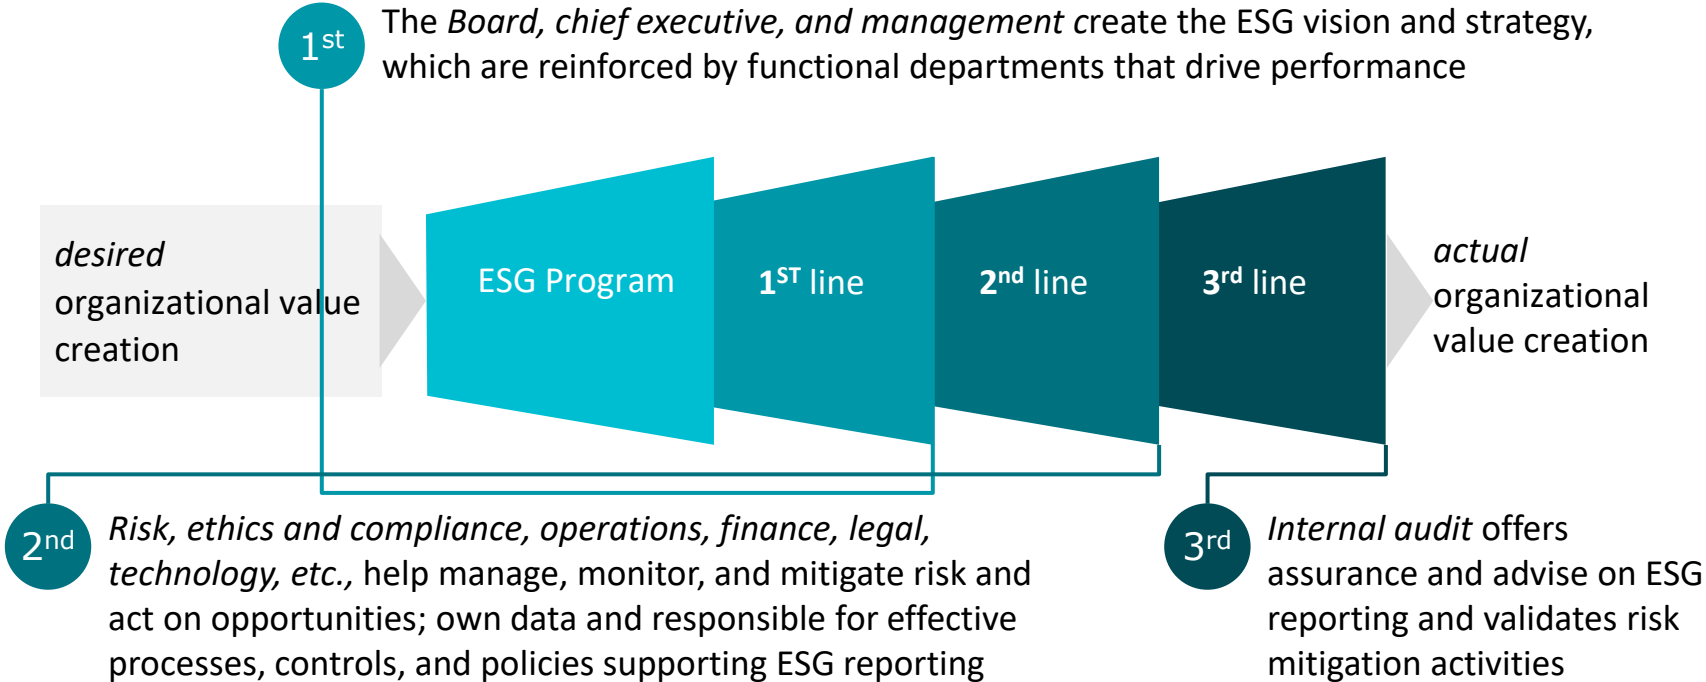 1st
The Board, chief executive, and management create the ESG vision and strategy,
which are reinforced by functional departments that drive performance
desired
organizational value
creation
ESG Program
1ST line
2nd line
3rd line
actual
organizational
value creation
2nd
Risk, ethics and compliance, operations, finance, legal,
technology, etc., help manage, monitor, and mitigate risk and
act on opportunities; own data and responsible for effective
processes, controls, and policies supporting ESG reporting
3rd
Internal audit offers
assurance and advise on ESG
reporting and validates risk
mitigation activities